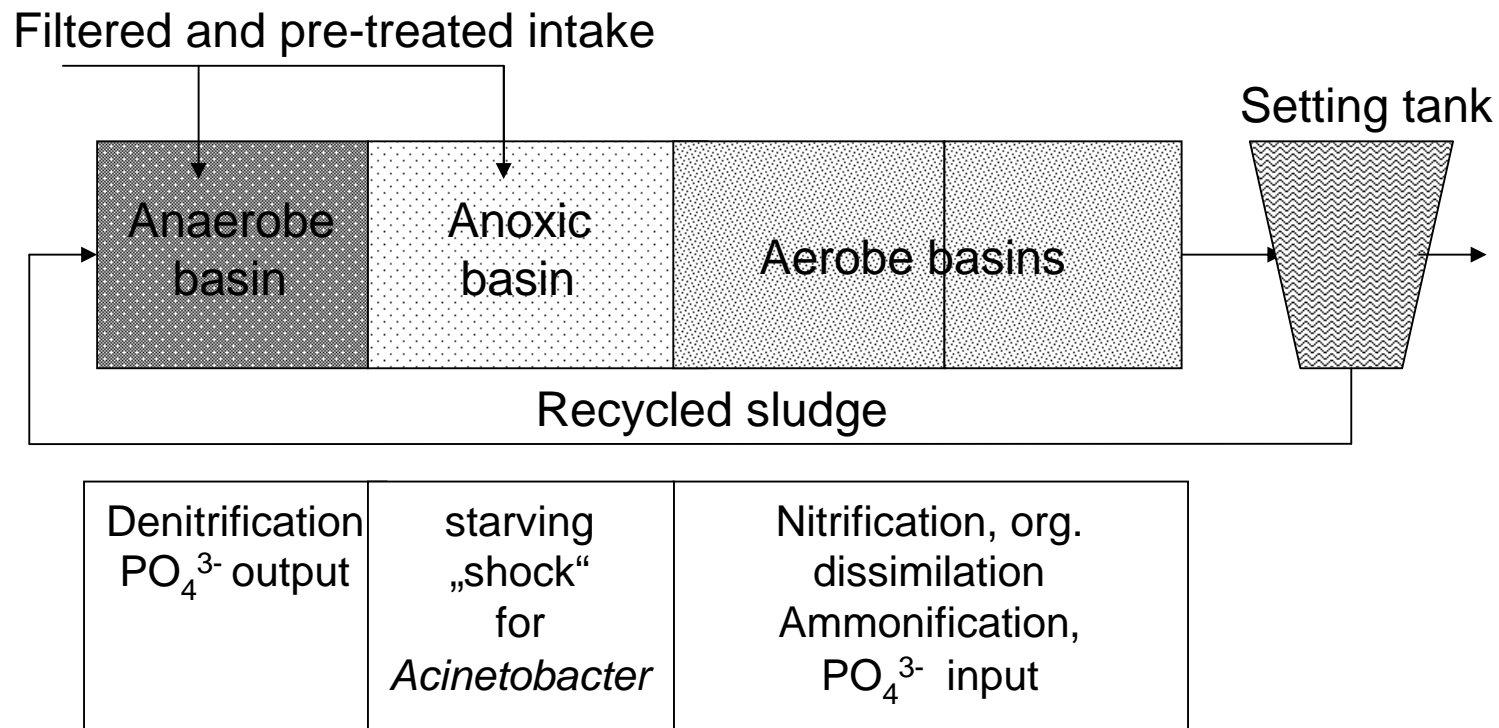 Filtered and pre-treated intake
Setting tank
Anaerobe
basin
Anoxic
basin
Aerobe basins
Recycled sludge
Denitrification
PO₄³⁻ output
starving
„shock“
for
Acinetobacter
Nitrification, org.
dissimilation
Ammonification,
PO₄³⁻ input